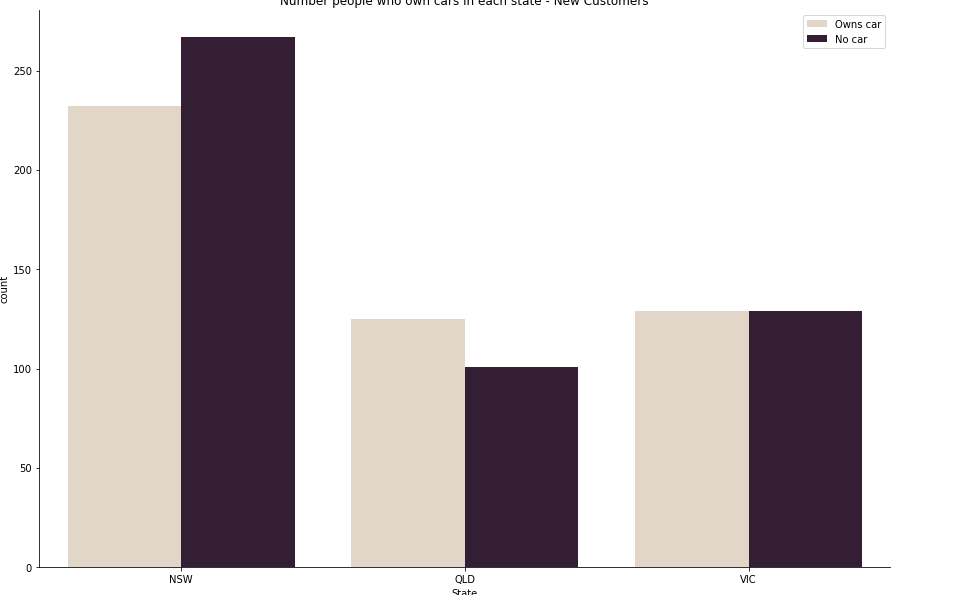 Number people who own cars in each state - New Customers
Owns car
No car
250
200
150
100
50
0
count
NSW
QLD
VIC
State